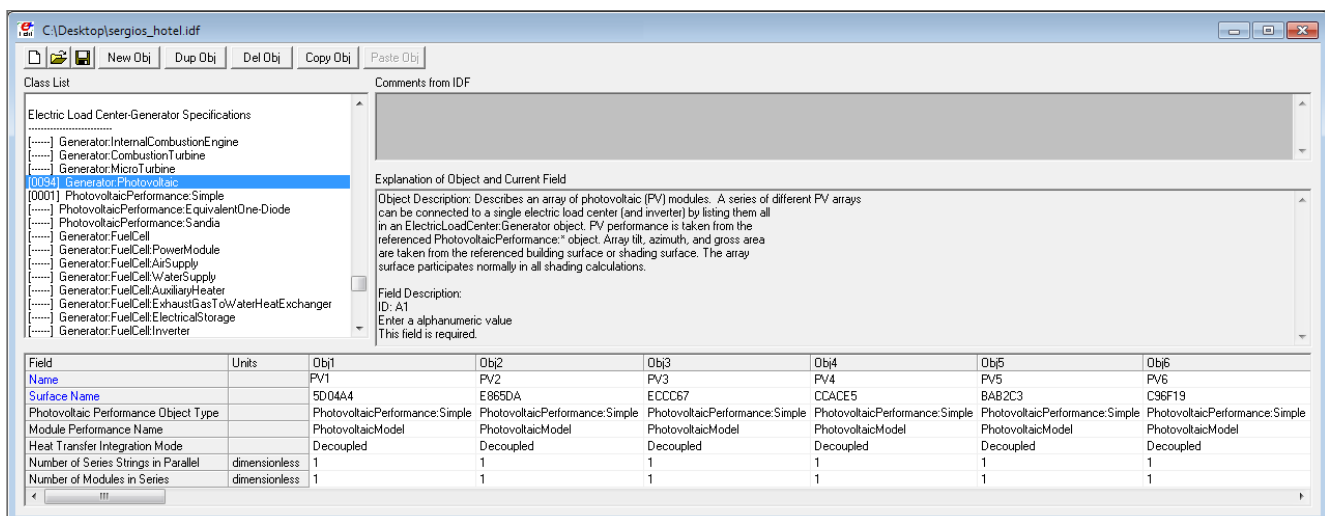 C:\Desktop\sergios_hotel.idf
New Obj Dup Obj Del Obj Copy Obj Paste Obj
Class List
Electric Load Center-Generator Specifications
--------------------------
[------] Generator:InternalCombustionEngine
[------] Generator:CombustionTurbine
[------] Generator:MicroTurbine
[0094] Generator:Photovoltaic
[0001] PhotovoltaicPerformance:Simple
[------] PhotovoltaicPerformance:EquivalentOne-Diode
[------] PhotovoltaicPerformance:Sandia
[------] Generator:FuelCell
[------] Generator:FuelCell:PowerModule
[------] Generator:FuelCell:AirSupply
[------] Generator:FuelCell:WaterSupply
[------] Generator:FuelCell:AuxiliaryHeater
[------] Generator:FuelCell:ExhaustGasToWaterHeatExchanger
[------] Generator:FuelCell:ElectricalStorage
[------] Generator:FuelCell:Inverter
Comments from IDF
Explanation of Object and Current Field
Object Description: Describes an array of photovoltaic (PV) modules. A series of different PV arrays
can be connected to a single electric load center (and inverter) by listing them all
in an ElectricLoadCenter:Generator object. PV performance is taken from the
referenced PhotovoltaicPerformance:* object. Array tilt, azimuth, and gross area
are taken from the referenced building surface or shading surface. The array
surface participates normally in all shading calculations.
Field Description:
ID: A1
Enter a alphanumeric value
This field is required.
Field Units Obj1 Obj2 Obj3 Obj4 Obj5 Obj6
Name PV1 PV2 PV3 PV4 PV5 PV6
Surface Name 5D04A4 E865DA ECCC67 CCACE5 BAB2C3 C96F19
Photovoltaic Performance Object Type PhotovoltaicPerformance:Simple PhotovoltaicPerformance:Simple PhotovoltaicPerformance:Simple PhotovoltaicPerformance:Simple PhotovoltaicPerformance:Simple PhotovoltaicPerformance:Simple
Module Performance Name PhotovoltaicModel PhotovoltaicModel PhotovoltaicModel PhotovoltaicModel PhotovoltaicModel PhotovoltaicModel
Heat Transfer Integration Mode Decoupled Decoupled Decoupled Decoupled Decoupled Decoupled
Number of Series Strings in Parallel dimensionless 1 1 1 1 1 1
Number of Modules in Series dimensionless 1 1 1 1 1 1